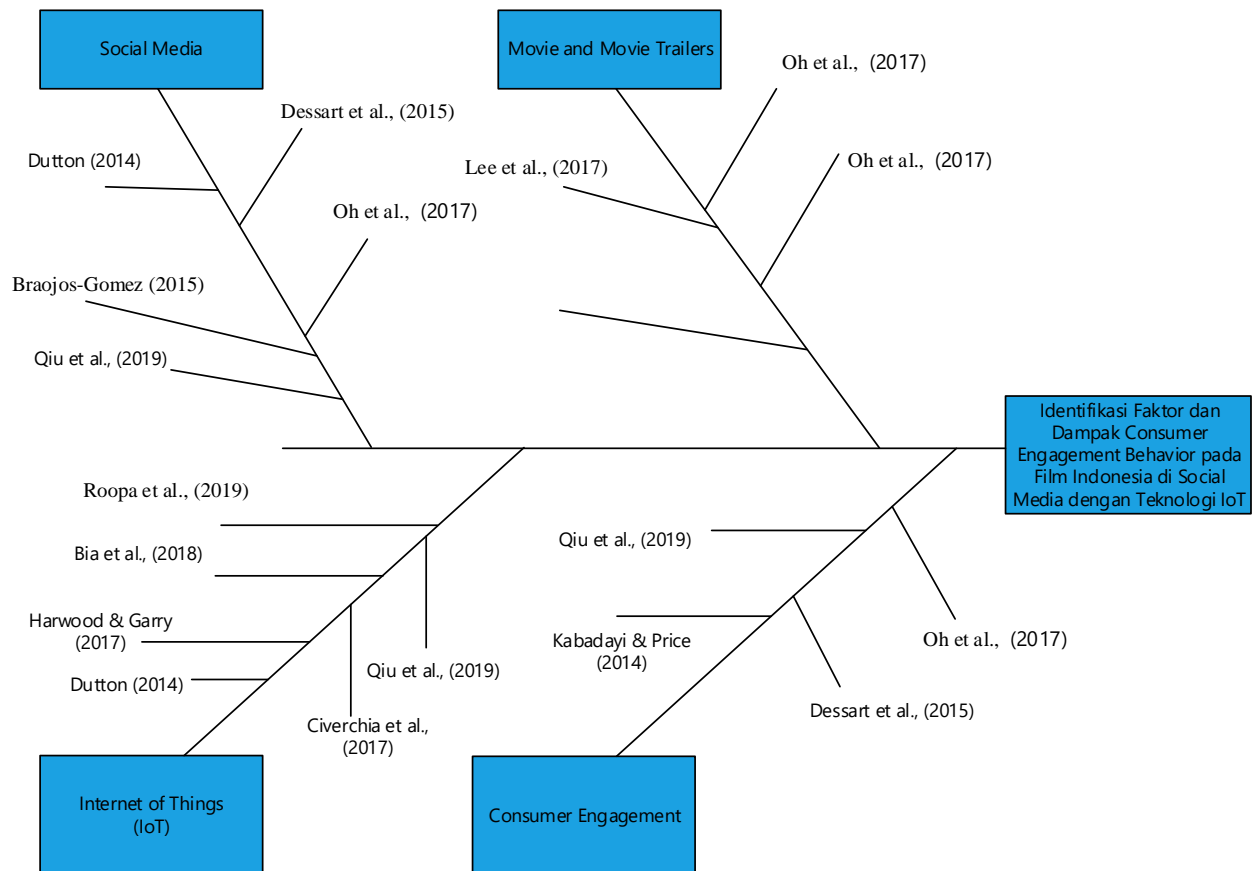 Social Media
Movie and Movie Trailers
Oh et al., (2017)
Dessart et al., (2015)
Dutton (2014)
Lee et al., (2017)
Oh et al., (2017)
Oh et al., (2017)
Braojos-Gomez (2015)
Qiu et al., (2019)
Identifikasi Faktor dan
Dampak Consumer
Engagement Behavior pada
Film Indonesia di Social
Media dengan Teknologi IoT
Roopa et al., (2019)
Bia et al., (2018)
Qiu et al., (2019)
Harwood & Garry
(2017)
Kabadayi & Price
(2014)
Oh et al., (2017)
Dutton (2014)
Qiu et al., (2019)
Civerchia et al.,
(2017)
Dessart et al., (2015)
Internet of Things
(IoT)
Consumer Engagement